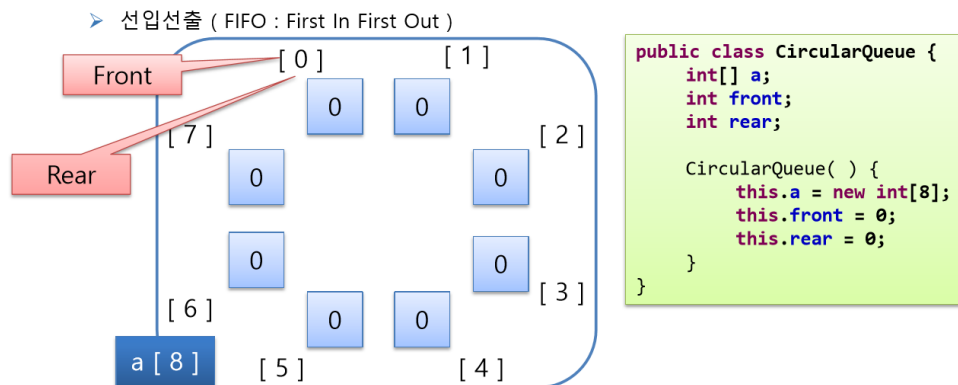 ➤ 선입선출 ( FIFO : First In First Out )
Front
[ 0 ]
[ 1 ]
0
0
[ 7 ]
[ 2 ]
Rear
0
0
0
0
[ 6 ]
[ 3 ]
0
0
a [ 8 ]
[ 5 ]
[ 4 ]
public class CircularQueue {
int[] a;
int front;
int rear;
CircularQueue( ) {
this.a = new int[8];
this.front = 0;
this.rear = 0;
}
}